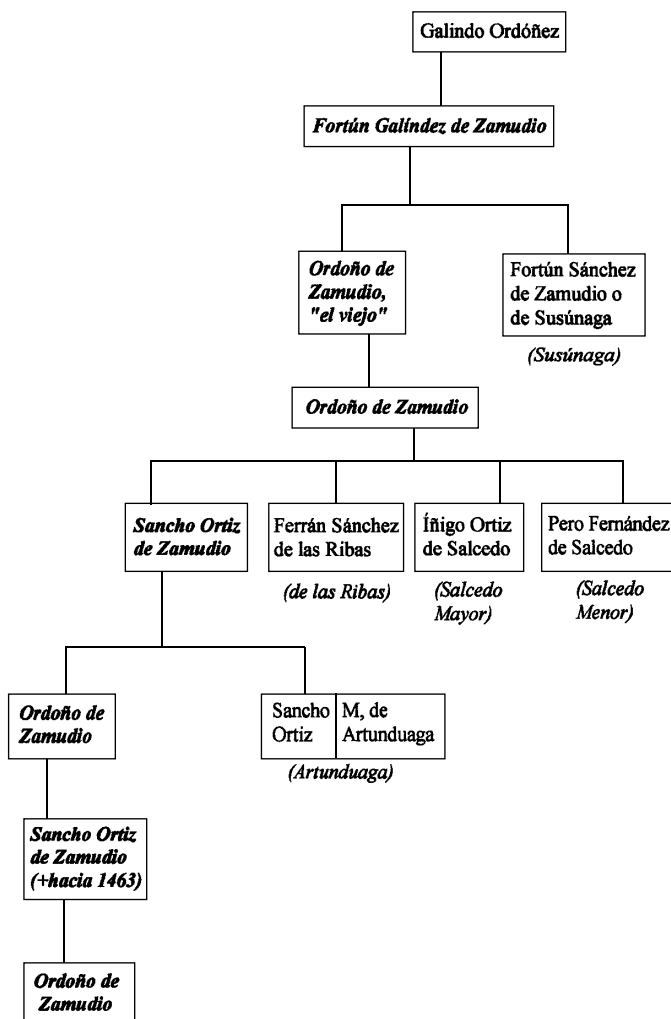 Galindo Ordóñez
Fortún Galíndez de Zamudio
Ordoño de
Zamudio,
"el viejo"
Fortún Sánchez
de Zamudio o
de Susúnaga
(Susúnaga)
Ordoño de Zamudio
Sancho Ortiz
de Zamudio
Ferrán Sánchez
de las Ribas
(de las Ribas)
Íñigo Ortiz
de Salcedo
(Salcedo
Mayor)
Pero Fernández
de Salcedo
(Salcedo
Menor)
Ordoño de
Zamudio
Sancho
Ortiz
M, de
Artunduaga
(Artunduaga)
Sancho Ortiz
de Zamudio
(+hacia 1463)
Ordoño de
Zamudio